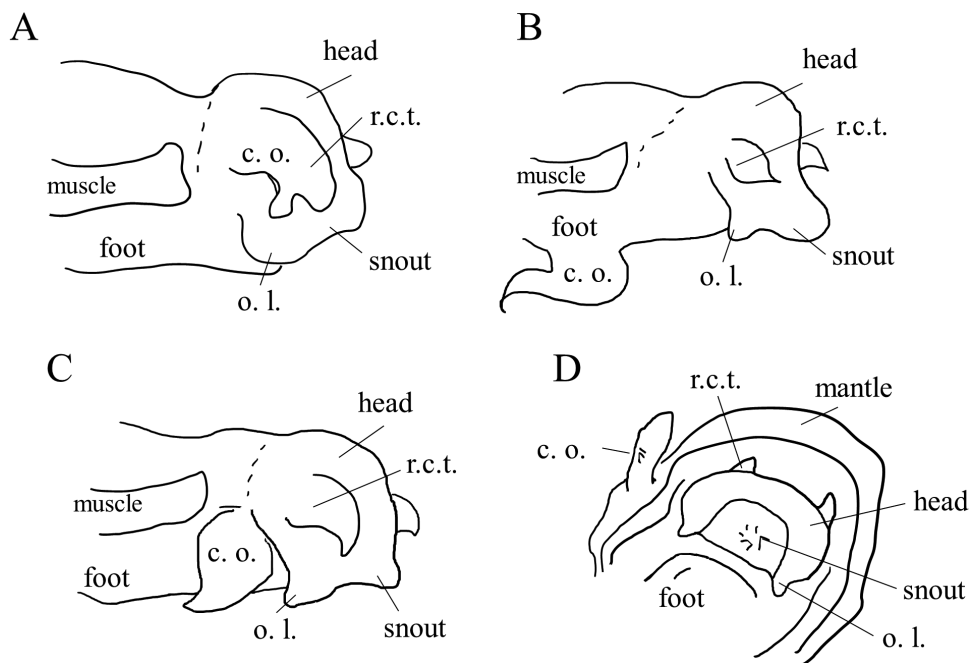 A
head
r.c.t.
c. o.
muscle
foot
snout
o. l.
B
head
r.c.t.
muscle
foot
c. o.
snout
o. l.
C
head
r.c.t.
muscle
c. o.
foot
o. l.
snout
D
r.c.t.
mantle
c. o.
head
foot
snout
o. l.